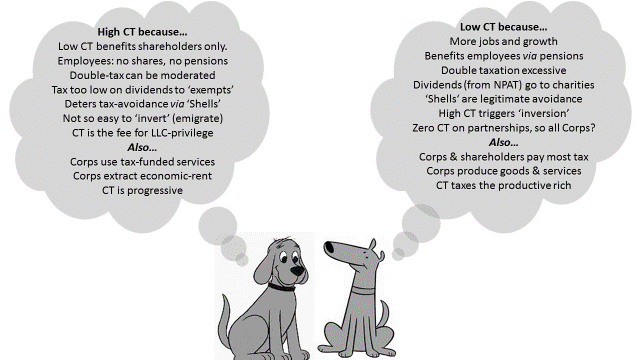 High CT because…
Low CT benefits shareholders only.
Employees: no shares, no pensions
Double-tax can be moderated
Tax too low on dividends to ‘exempts’
Deters tax-avoidance via ‘Shells’
Not so easy to ‘invert’ (emigrate)
CT is the fee for LLC-privilege
Also…
Corps use tax-funded services
Corps extract economic-rent
CT is progressive
Low CT because…
More jobs and growth
Benefits employees via pensions
Double taxation excessive
Dividends (from NPAT) go to charities
‘Shells’ are legitimate avoidance
High CT triggers ‘inversion’
Zero CT on partnerships, so all Corps?
Also…
Corps & shareholders pay most tax
Corps produce goods & services
CT taxes the productive rich